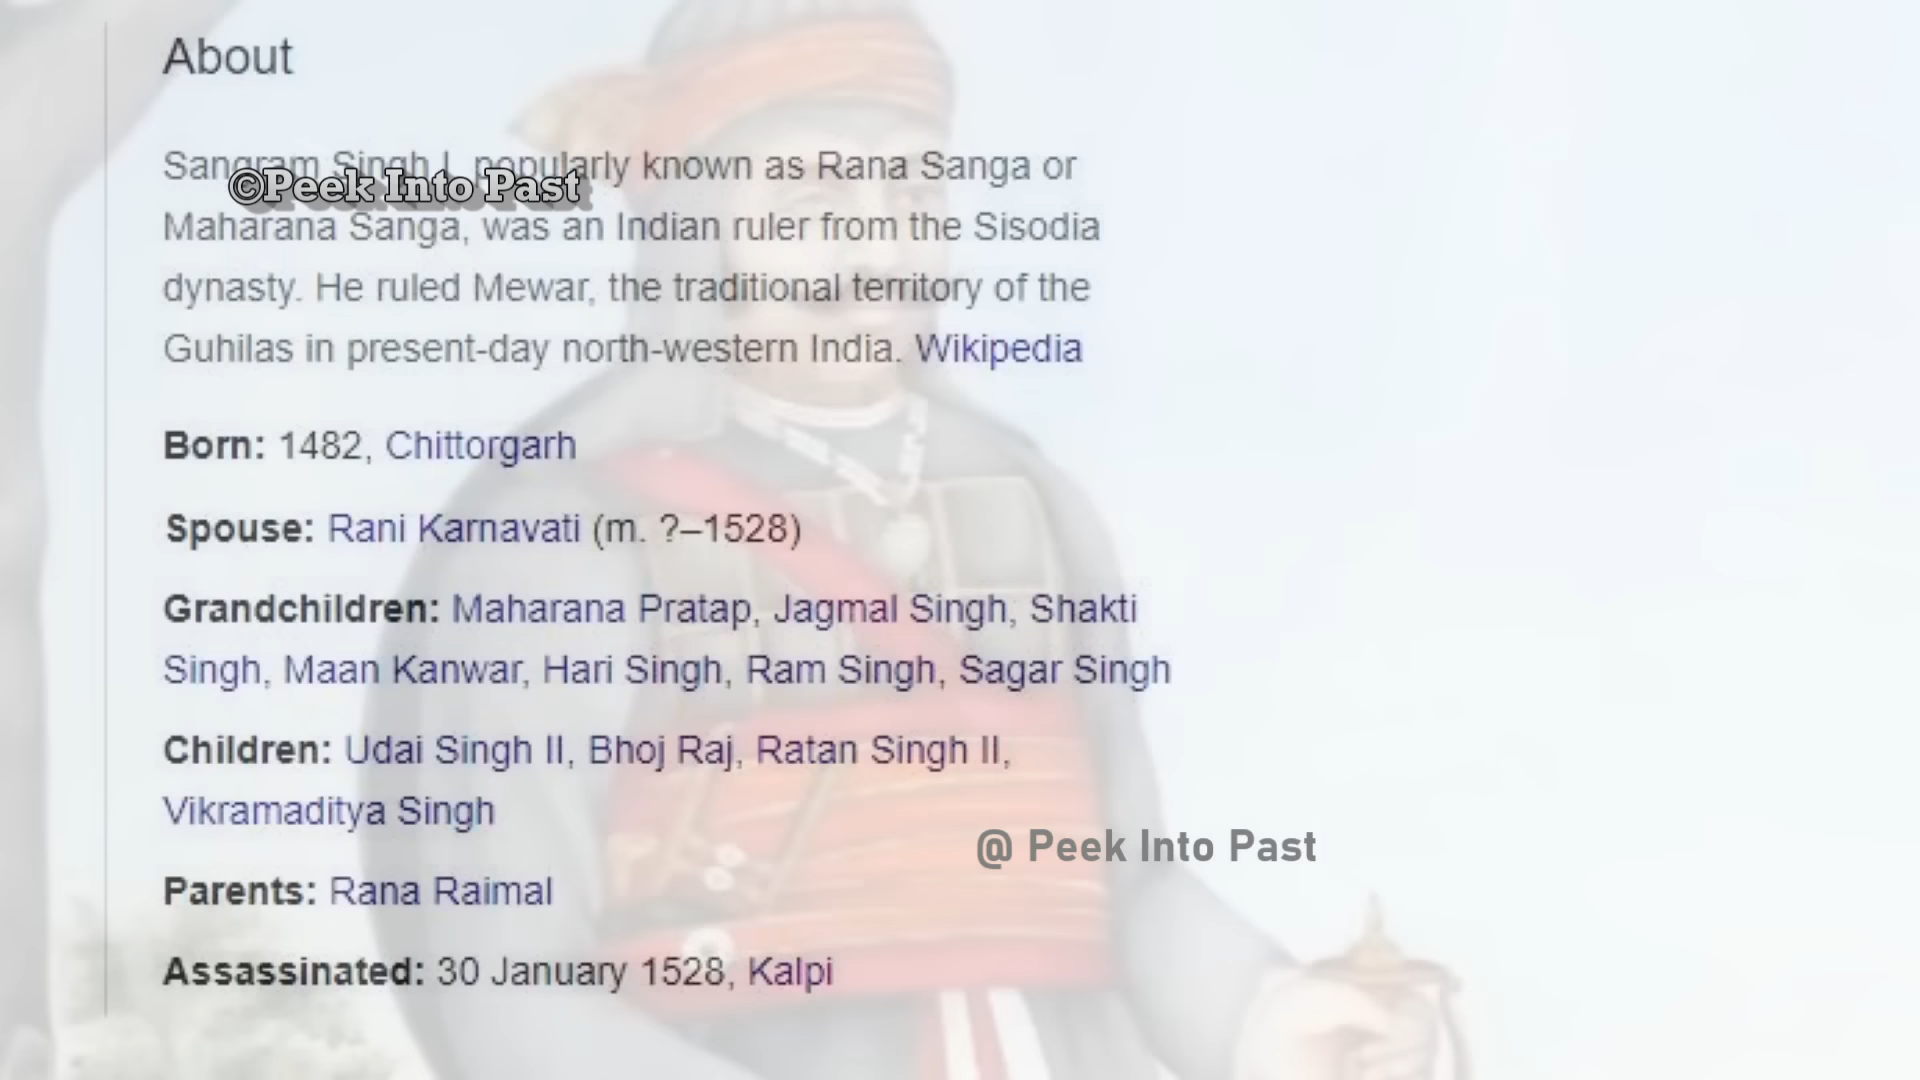 About
Sangram Singh I, popularly known as Rana Sanga or
©Peek Into Past
Maharana Sanga, was an Indian ruler from the Sisodia
dynasty. He ruled Mewar, the traditional territory of the
Guhilas in present-day north-western India. Wikipedia
Born: 1482, Chittorgarh
Spouse: Rani Karnavati (m. ?–1528)
Grandchildren: Maharana Pratap, Jagmal Singh, Shakti
Singh, Maan Kanwar, Hari Singh, Ram Singh, Sagar Singh
Children: Udai Singh II, Bhoj Raj, Ratan Singh II,
Vikramaditya Singh
@ Peek Into Past
Parents: Rana Raimal
Assassinated: 30 January 1528, Kalpi